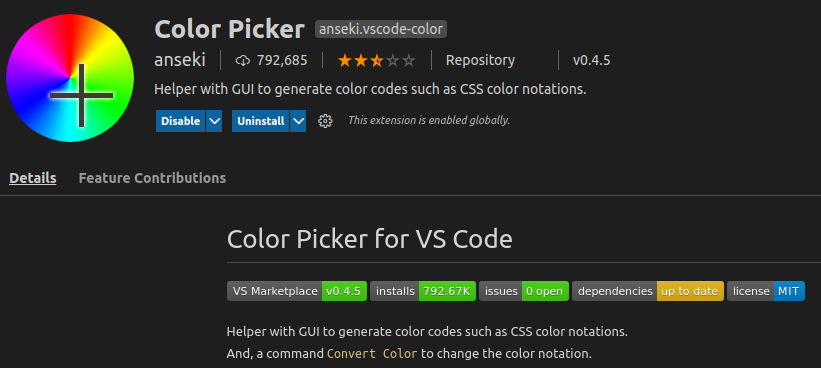 Color Picker anseki.vscode-color
anseki 792,685 Repository v0.4.5
Helper with GUI to generate color codes such as CSS color notations.
Disable Uninstall This extension is enabled globally.
Details Feature Contributions
Color Picker for VS Code
VS Marketplace v0.4.5 installs 792.67K issues 0 open dependencies up to date license MIT
Helper with GUI to generate color codes such as CSS color notations.
And, a command Convert Color to change the color notation.